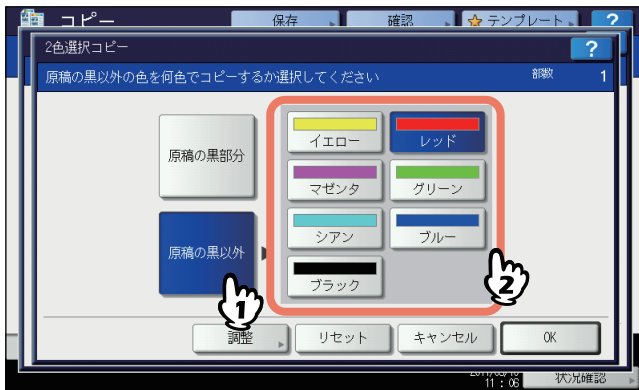 コピー
保存
確認
テンプレート
?
2色選択コピー
?
原稿の黒以外の色を何色でコピーするか選択してください
部数
1
原稿の黒部分
イエロー
レッド
マゼンタ
グリーン
原稿の黒以外
シアン
ブルー
ブラック
1
2
調整
リセット
キャンセル
OK
11:06
状況確認